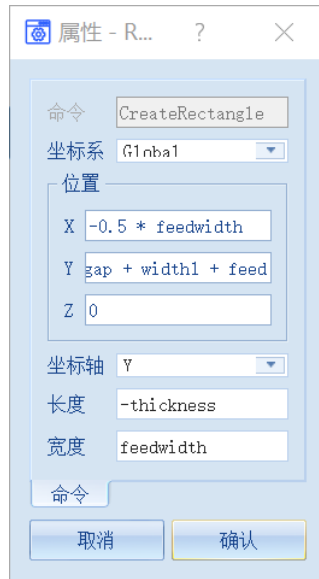 属性 - R... ?
命令 CreateRectangle
坐标系 Global
位置
X -0.5 * feedwidth
Y gap + width1 + feed
Z 0
坐标轴 Y
长度 -thickness
宽度 feedwidth
命令
取消 确认